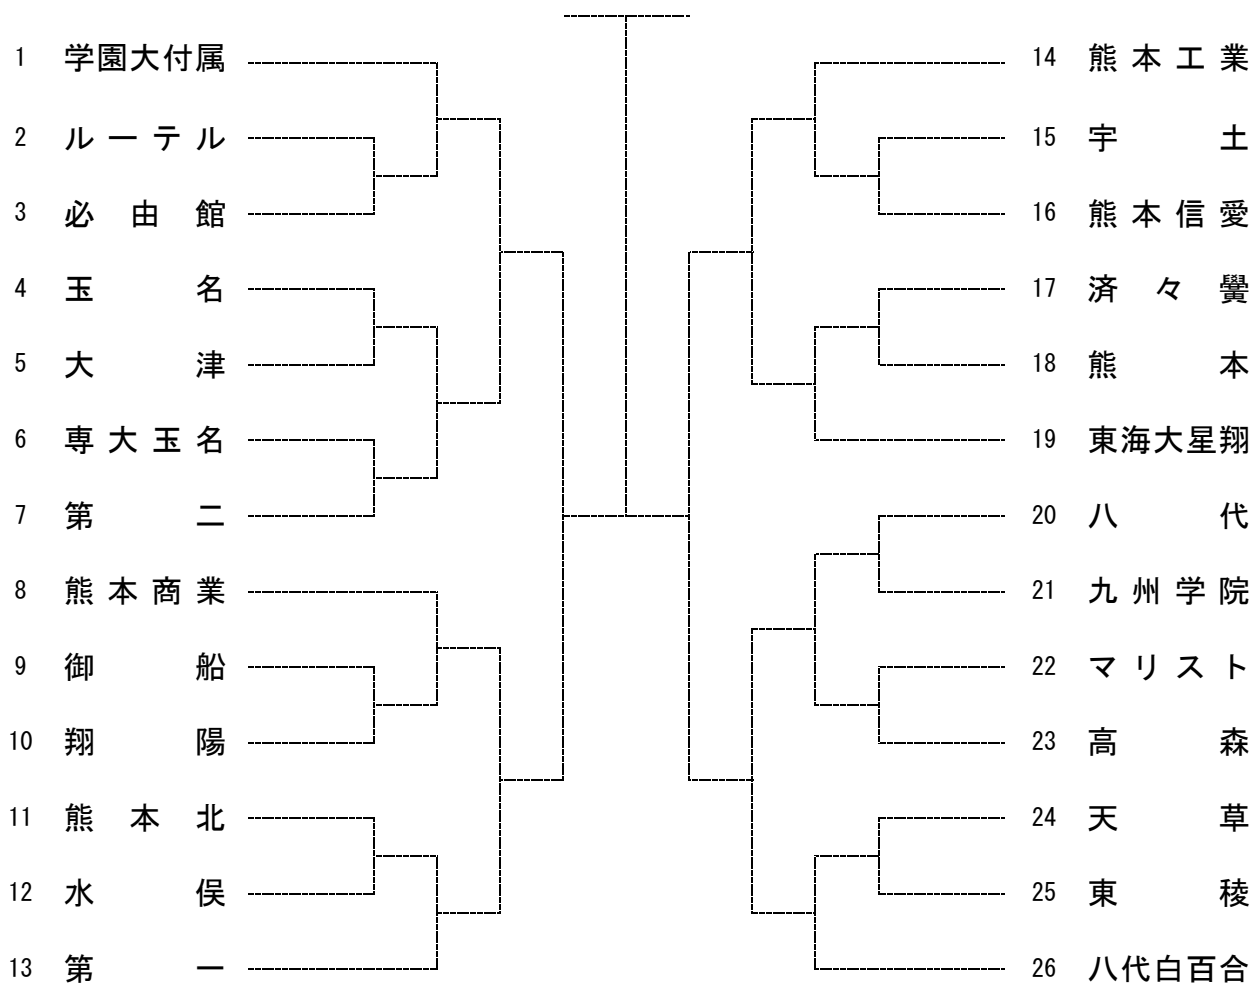 1 学園大付属
2 ルーテル
3 必由館
4 玉名
5 大津
6 専大玉名
7 第二
8 熊本商業
9 御船
10 翔陽
11 熊本北
12 水俣
13 第一
14 熊本工業
15 宇土
16 熊本信愛
17 済々黌
18 熊本
19 東海大星翔
20 八代
21 九州学院
22 マリスト
23 高森
24 天草
25 東稜
26 八代白百合